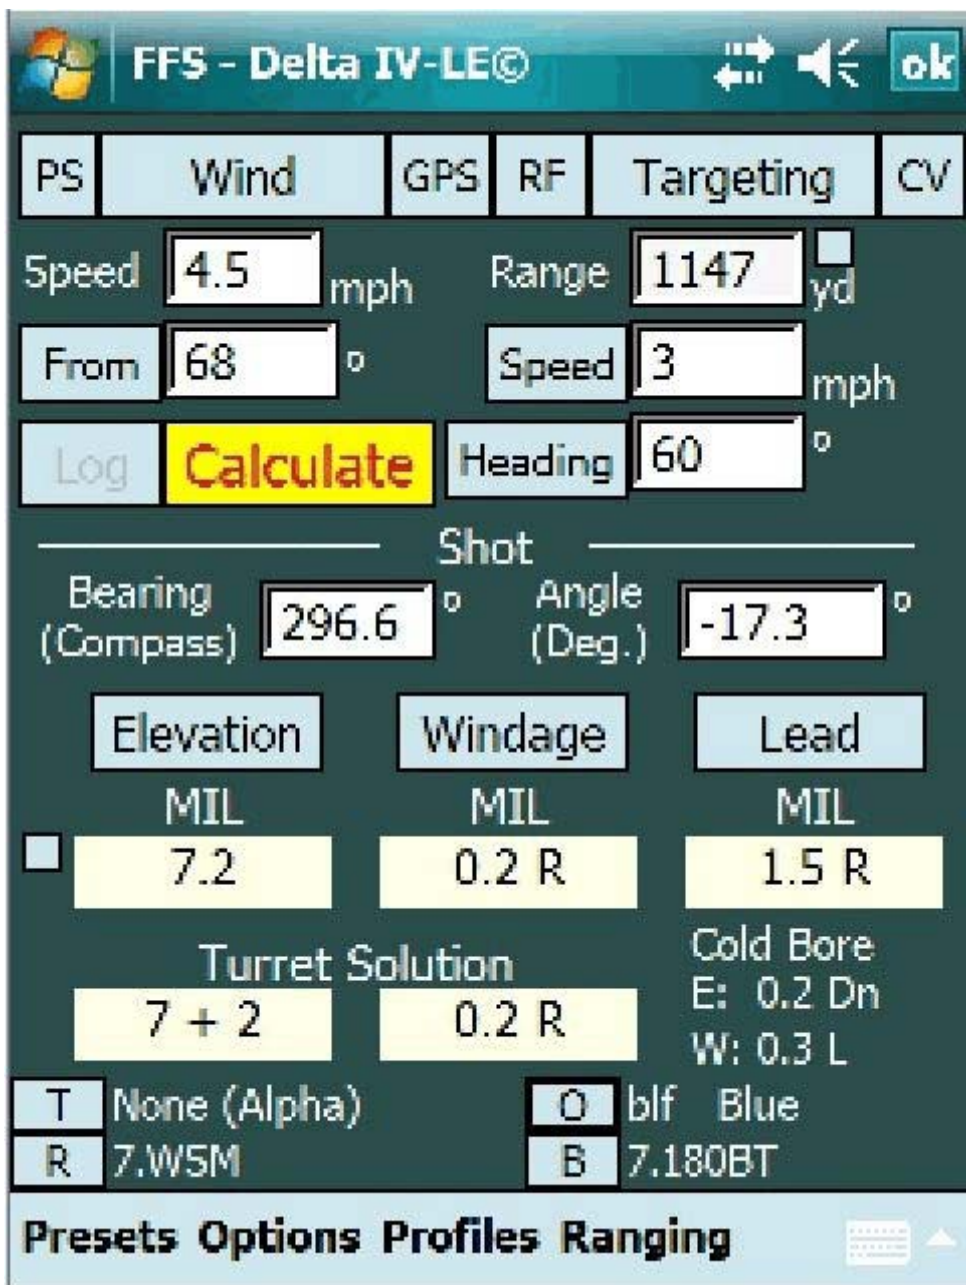 FFS - Delta IV-LE© ok
PS Wind GPS RF Targeting CV
Speed 4.5 mph Range 1147 yd
From 68 ° Speed 3 mph
Log Calculate Heading 60 °
Shot
Bearing (Compass) 296.6 ° Angle (Deg.) -17.3 °
Elevation Windage Lead
MIL MIL MIL
7.2 0.2 R 1.5 R
Turret Solution Cold Bore
7 + 2 0.2 R E: 0.2 Dn
W: 0.3 L
T None (Alpha) O blf Blue
R 7.WSM B 7.180BT
Presets Options Profiles Ranging